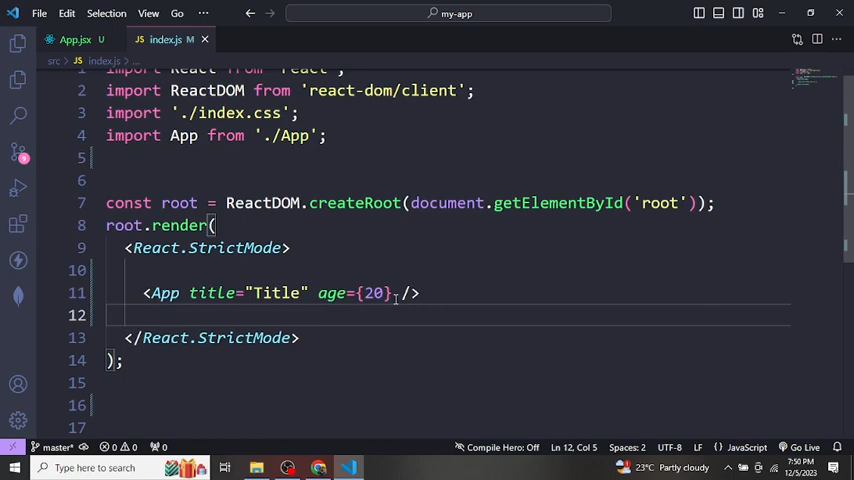 File Edit Selection View Go ··· my-app
App.jsx U index.js M
src > JS index.js > ...
1 import React from 'react';
2 import ReactDOM from 'react-dom/client';
3 import './index.css';
4 import App from './App';
5
6
7 const root = ReactDOM.createRoot(document.getElementById('root'));
8 root.render(
9 <React.StrictMode>
10
11 <App title="Title" age={20} />
12
13 </React.StrictMode>
14 );
15
16
17
9
master* 0 0 0 Compile Hero: Off Ln 12, Col 5 Spaces: 2 UTF-8 LF {} JavaScript Go Live
Type here to search 23°C Partly cloudy 7:50 PM
12/5/2023